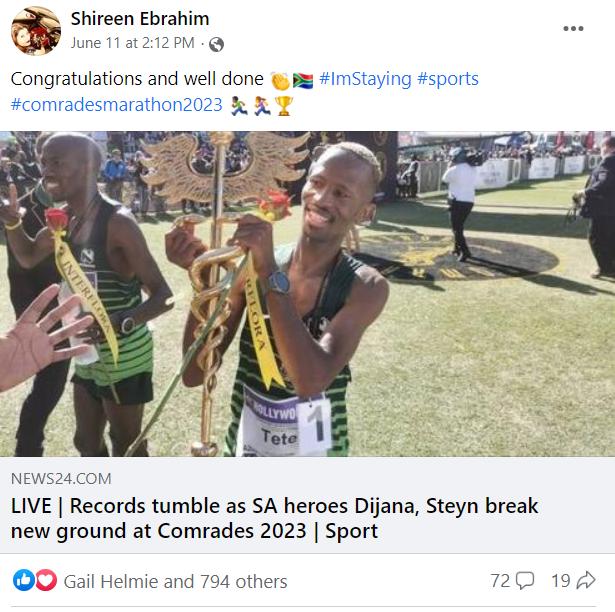 Shireen Ebrahim
June 11 at 2:12 PM ·
Congratulations and well done 👏🇿🇦 #ImStaying #sports
#comradesmarathon2023 🏃‍♂️🏃‍♀️🏆
INTERFLORA
FLORA
HOLLYWO
Tete
1
NEWS24.COM
LIVE | Records tumble as SA heroes Dijana, Steyn break
new ground at Comrades 2023 | Sport
Gail Helmie and 794 others
72
19